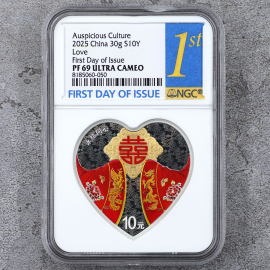 Auspicious Culture
2025 China 30g S10Y
Love
First Day of Issue
PF 69 ULTRA CAMEO
8185060-050
1st
FIRST DAY OF ISSUE
NGC
囍
10元